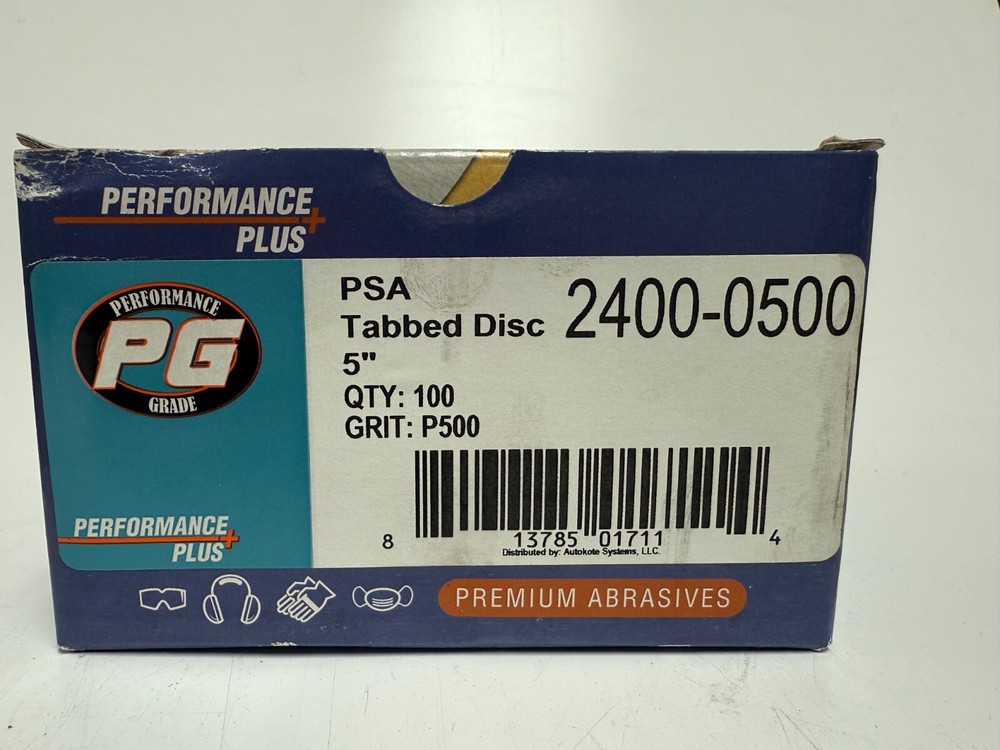 PERFORMANCE
PLUS+
PERFORMANCE
PG
GRADE
PERFORMANCE
PLUS+
PSA
Tabbed Disc
5"
2400-0500
QTY: 100
GRIT: P500
8 13785 01711 4
Distributed by: Autokote Systems, LLC.
PREMIUM ABRASIVES